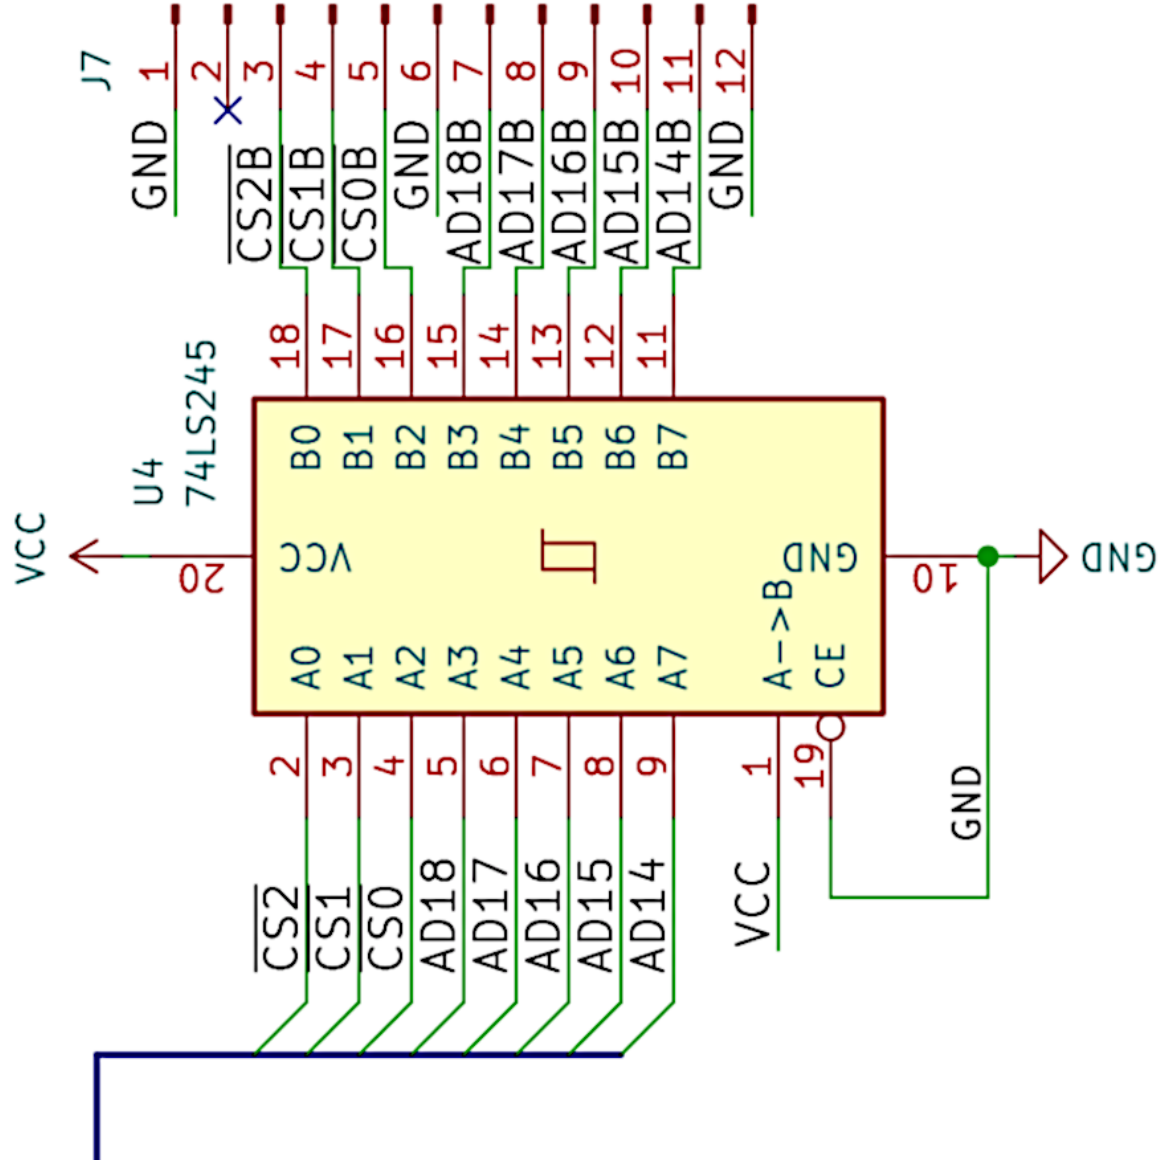 J7
1
2
3
4
5
6
7
8
9
10
11
12
GND
CS2B
CS1B
CS0B
GND
AD18B
AD17B
AD16B
AD15B
AD14B
GND
18
17
16
15
14
13
12
11
U4
74LS245
B0
B1
B2
B3
B4
B5
B6
B7
VCC
20
VCC
GND
10
GND
A0
A1
A2
A3
A4
A5
A6
A7
A->B
CE
2
3
4
5
6
7
8
9
1
19
CS2
CS1
CS0
AD18
AD17
AD16
AD15
AD14
VCC
GND